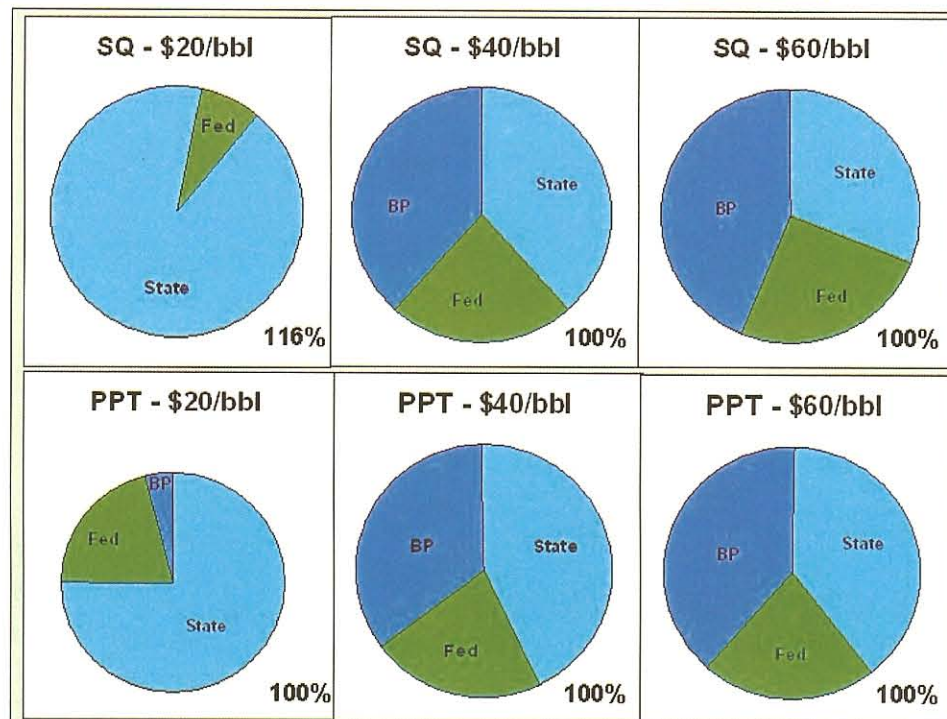 SQ - $20/bbl
Fed
State
116%
SQ - $40/bbl
BP
State
Fed
100%
SQ - $60/bbl
BP
State
Fed
100%
PPT - $20/bbl
BP
Fed
State
100%
PPT - $40/bbl
BP
State
Fed
100%
PPT - $60/bbl
BP
State
Fed
100%